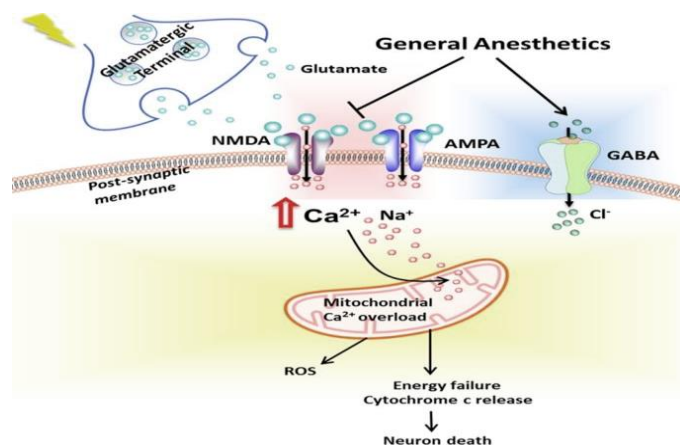 Glutamatergic
Terminal
General Anesthetics
Glutamate
NMDA
AMPA
GABA
Post-synaptic
membrane
Ca²⁺
Na⁺
Cl⁻
Mitochondrial
Ca²⁺ overload
ROS
Energy failure
Cytochrome c release
Neuron death